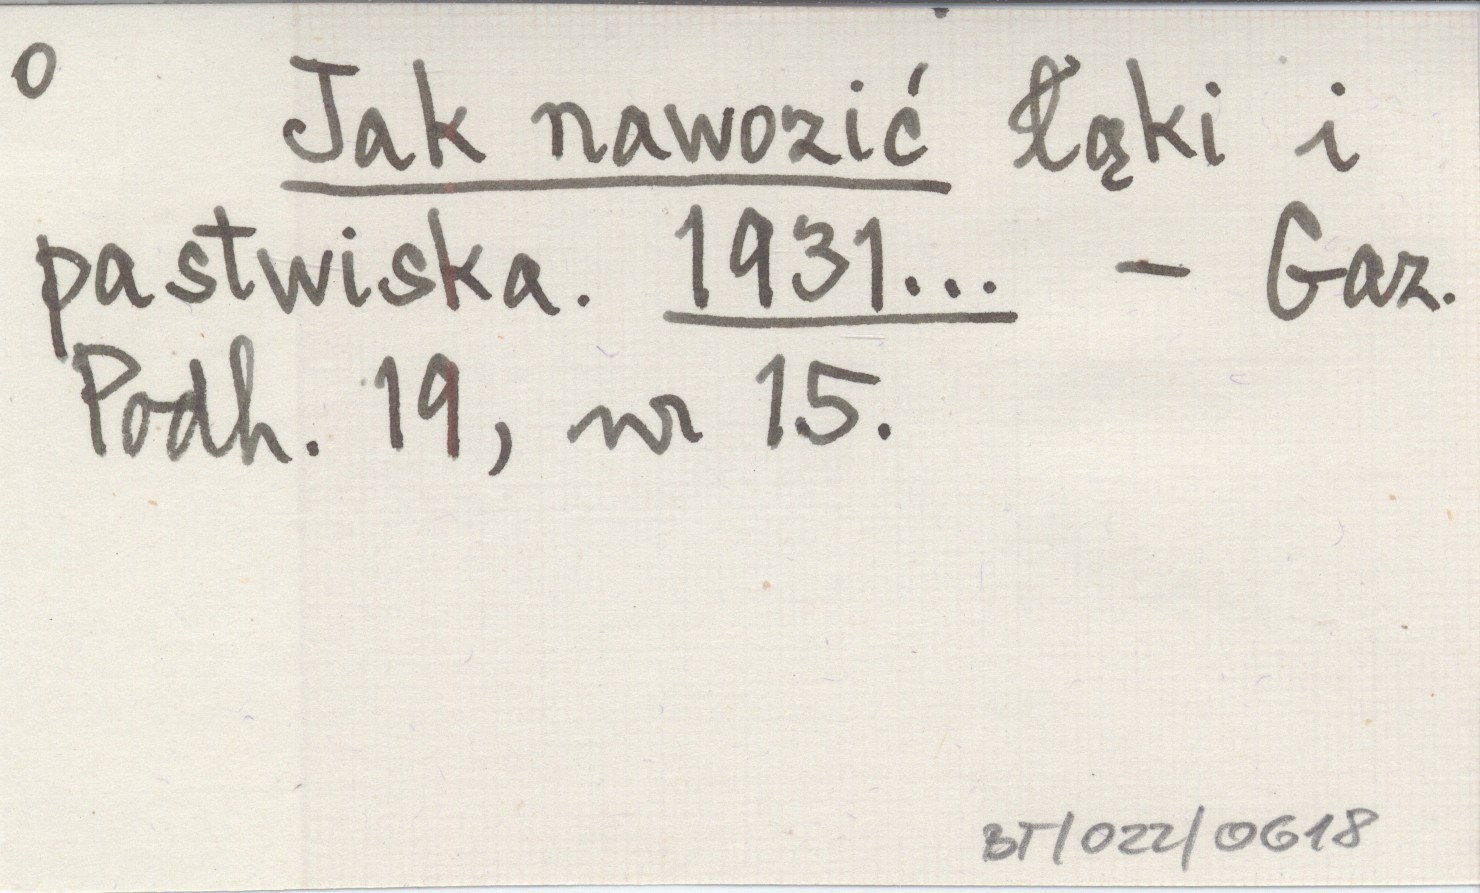 o
Jak nawozić łąki i
pastwiska. 1931... - Gaz.
Podh. 19, nr 15.
BT/022/0618